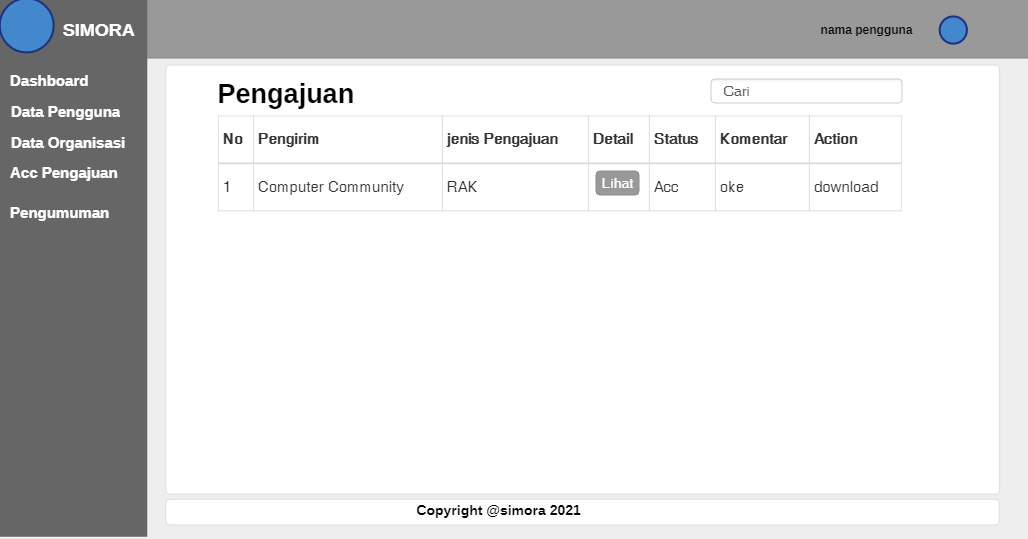 SIMORA
nama pengguna
Dashboard
Data Pengguna
Data Organisasi
Acc Pengajuan
Pengumuman
Pengajuan
Cari
No Pengirim jenis Pengajuan Detail Status Komentar Action
1 Computer Community RAK Lihat Acc oke download
Copyright @simora 2021